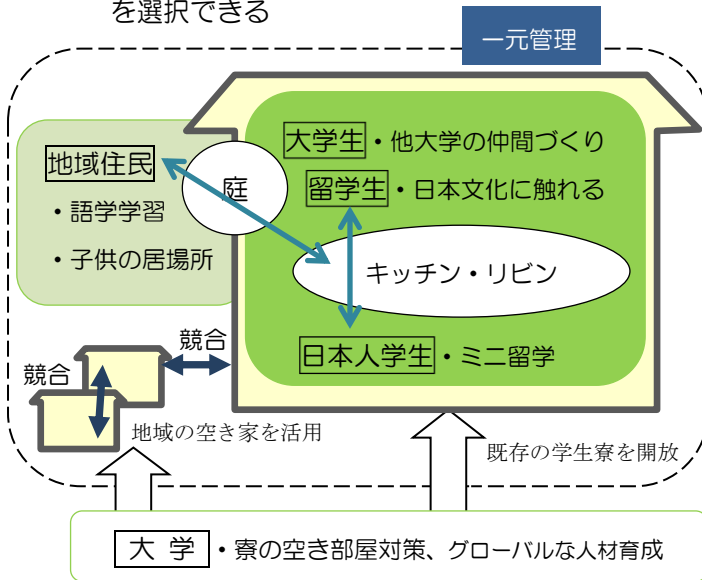 を選択できる
一元管理
大学生・他大学の仲間づくり
地域住民
庭
留学生・日本文化に触れる
・語学学習
・子供の居場所
キッチン・リビン
競合
日本人学生・ミニ留学
競合
地域の空き家を活用
既存の学生寮を開放
大 学・寮の空き部屋対策、グローバルな人材育成